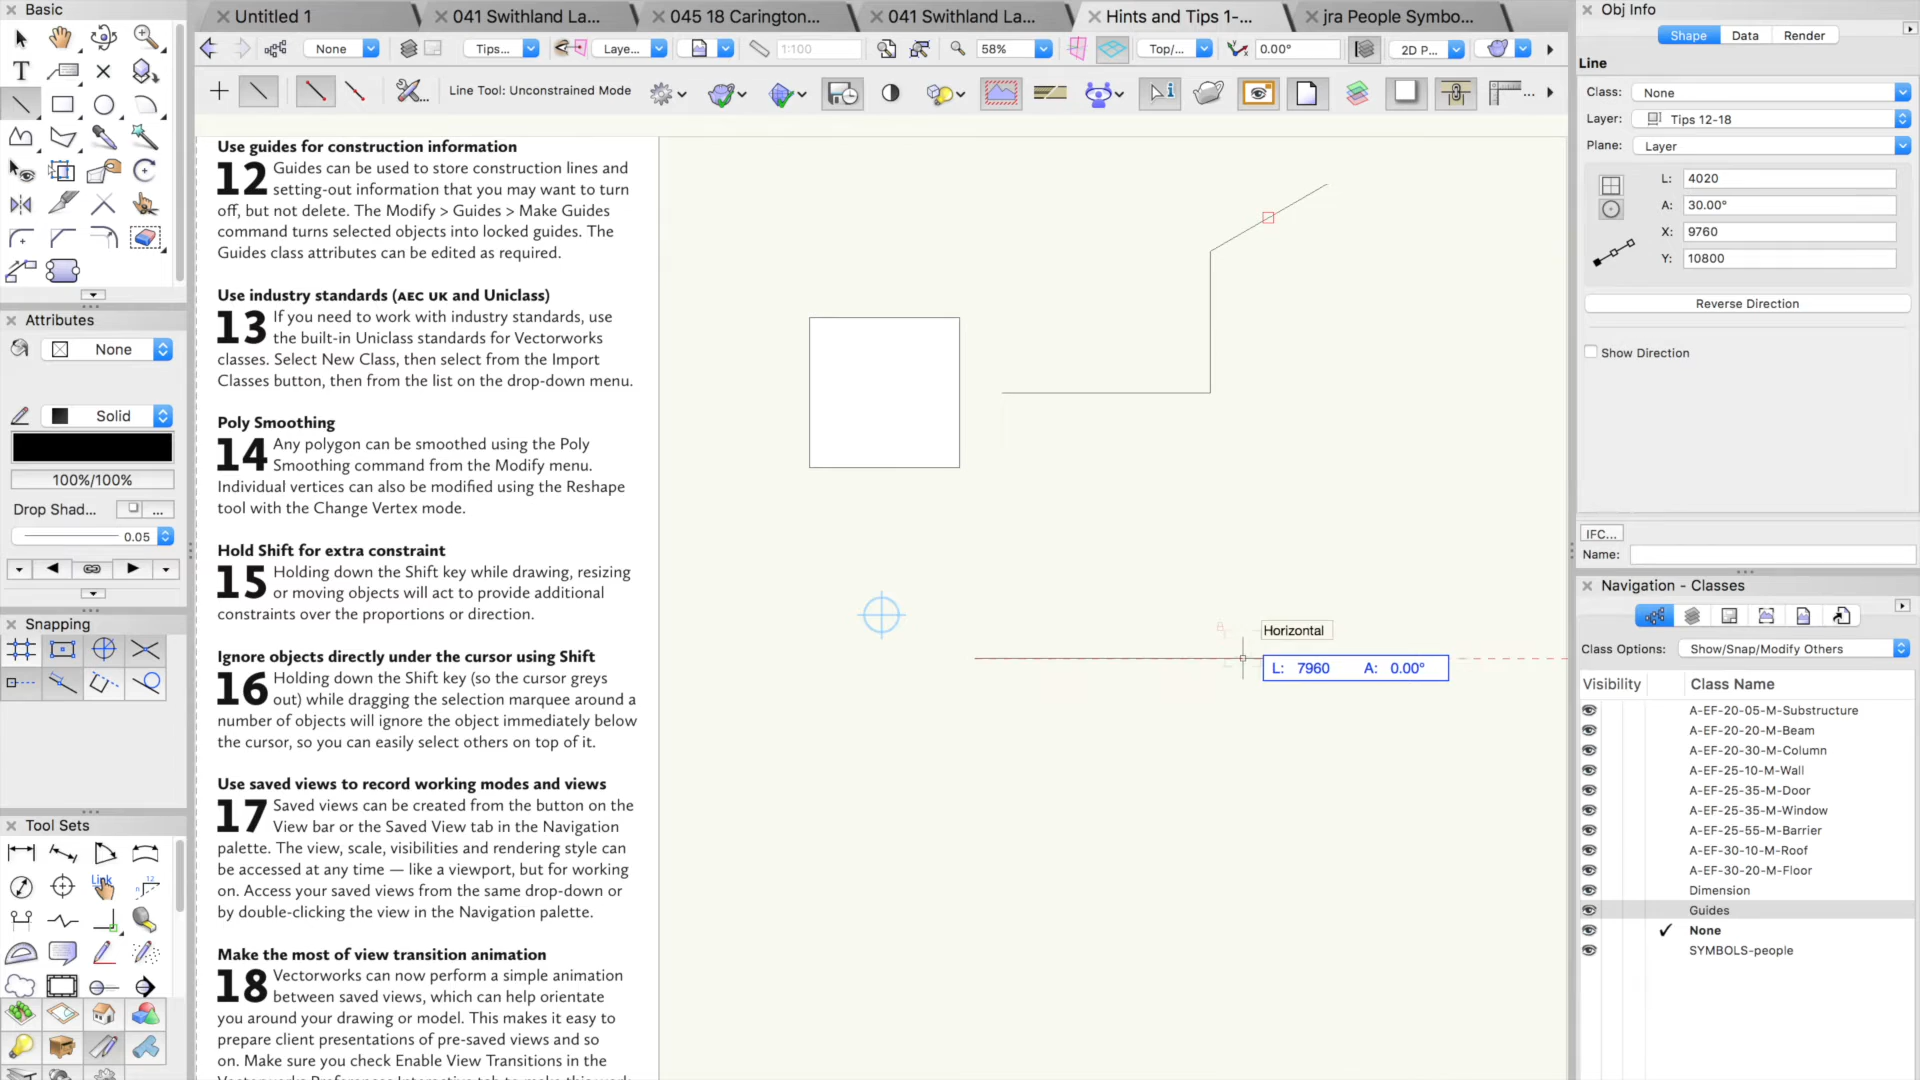 Basic
Untitled 1
041 Swithland La...
045 18 Carington...
041 Swithland La...
Hints and Tips 1-...
jra People Symbo...
Obj Info
None
Tips...
Laye...
1:100
58%
Top/...
0.00°
2D P...
Shape
Data
Render
Line Tool: Unconstrained Mode
Line
Class:
None
Layer:
Tips 12-18
Plane:
Layer
L:
4020
A:
30.00°
X:
9760
Y:
10800
Reverse Direction
Show Direction
IFC...
Name:
Attributes
None
Solid
100%/100%
Drop Shad...
...
0.05
Snapping
Tool Sets
Use guides for construction information
12 Guides can be used to store construction lines and
setting-out information that you may want to turn
off, but not delete. The Modify > Guides > Make Guides
command turns selected objects into locked guides. The
Guides class attributes can be edited as required.
Use industry standards (AEC UK and Uniclass)
13 If you need to work with industry standards, use
the built-in Uniclass standards for Vectorworks
classes. Select New Class, then select from the Import
Classes button, then from the list on the drop-down menu.
Poly Smoothing
14 Any polygon can be smoothed using the Poly
Smoothing command from the Modify menu.
Individual vertices can also be modified using the Reshape
tool with the Change Vertex mode.
Hold Shift for extra constraint
15 Holding down the Shift key while drawing, resizing
or moving objects will act to provide additional
constraints over the proportions or direction.
Ignore objects directly under the cursor using Shift
16 Holding down the Shift key (so the cursor greys
out) while dragging the selection marquee around a
number of objects will ignore the object immediately below
the cursor, so you can easily select others on top of it.
Use saved views to record working modes and views
17 Saved views can be created from the button on the
View bar or the Saved View tab in the Navigation
palette. The view, scale, visibilities and rendering style can
be accessed at any time — like a viewport, but for working
on. Access your saved views from the same drop-down or
by double-clicking the view in the Navigation palette.
Make the most of view transition animation
18 Vectorworks can now perform a simple animation
between saved views, which can help orientate
you around your drawing or model. This makes it easy to
prepare client presentations of pre-saved views and so
on. Make sure you check Enable View Transitions in the
Horizontal
L: 7960 A: 0.00°
Navigation - Classes
Class Options:
Show/Snap/Modify Others
Visibility
Class Name
A-EF-20-05-M-Substructure
A-EF-20-20-M-Beam
A-EF-20-30-M-Column
A-EF-25-10-M-Wall
A-EF-25-35-M-Door
A-EF-25-35-M-Window
A-EF-25-55-M-Barrier
A-EF-30-10-M-Roof
A-EF-30-20-M-Floor
Dimension
Guides
None
SYMBOLS-people